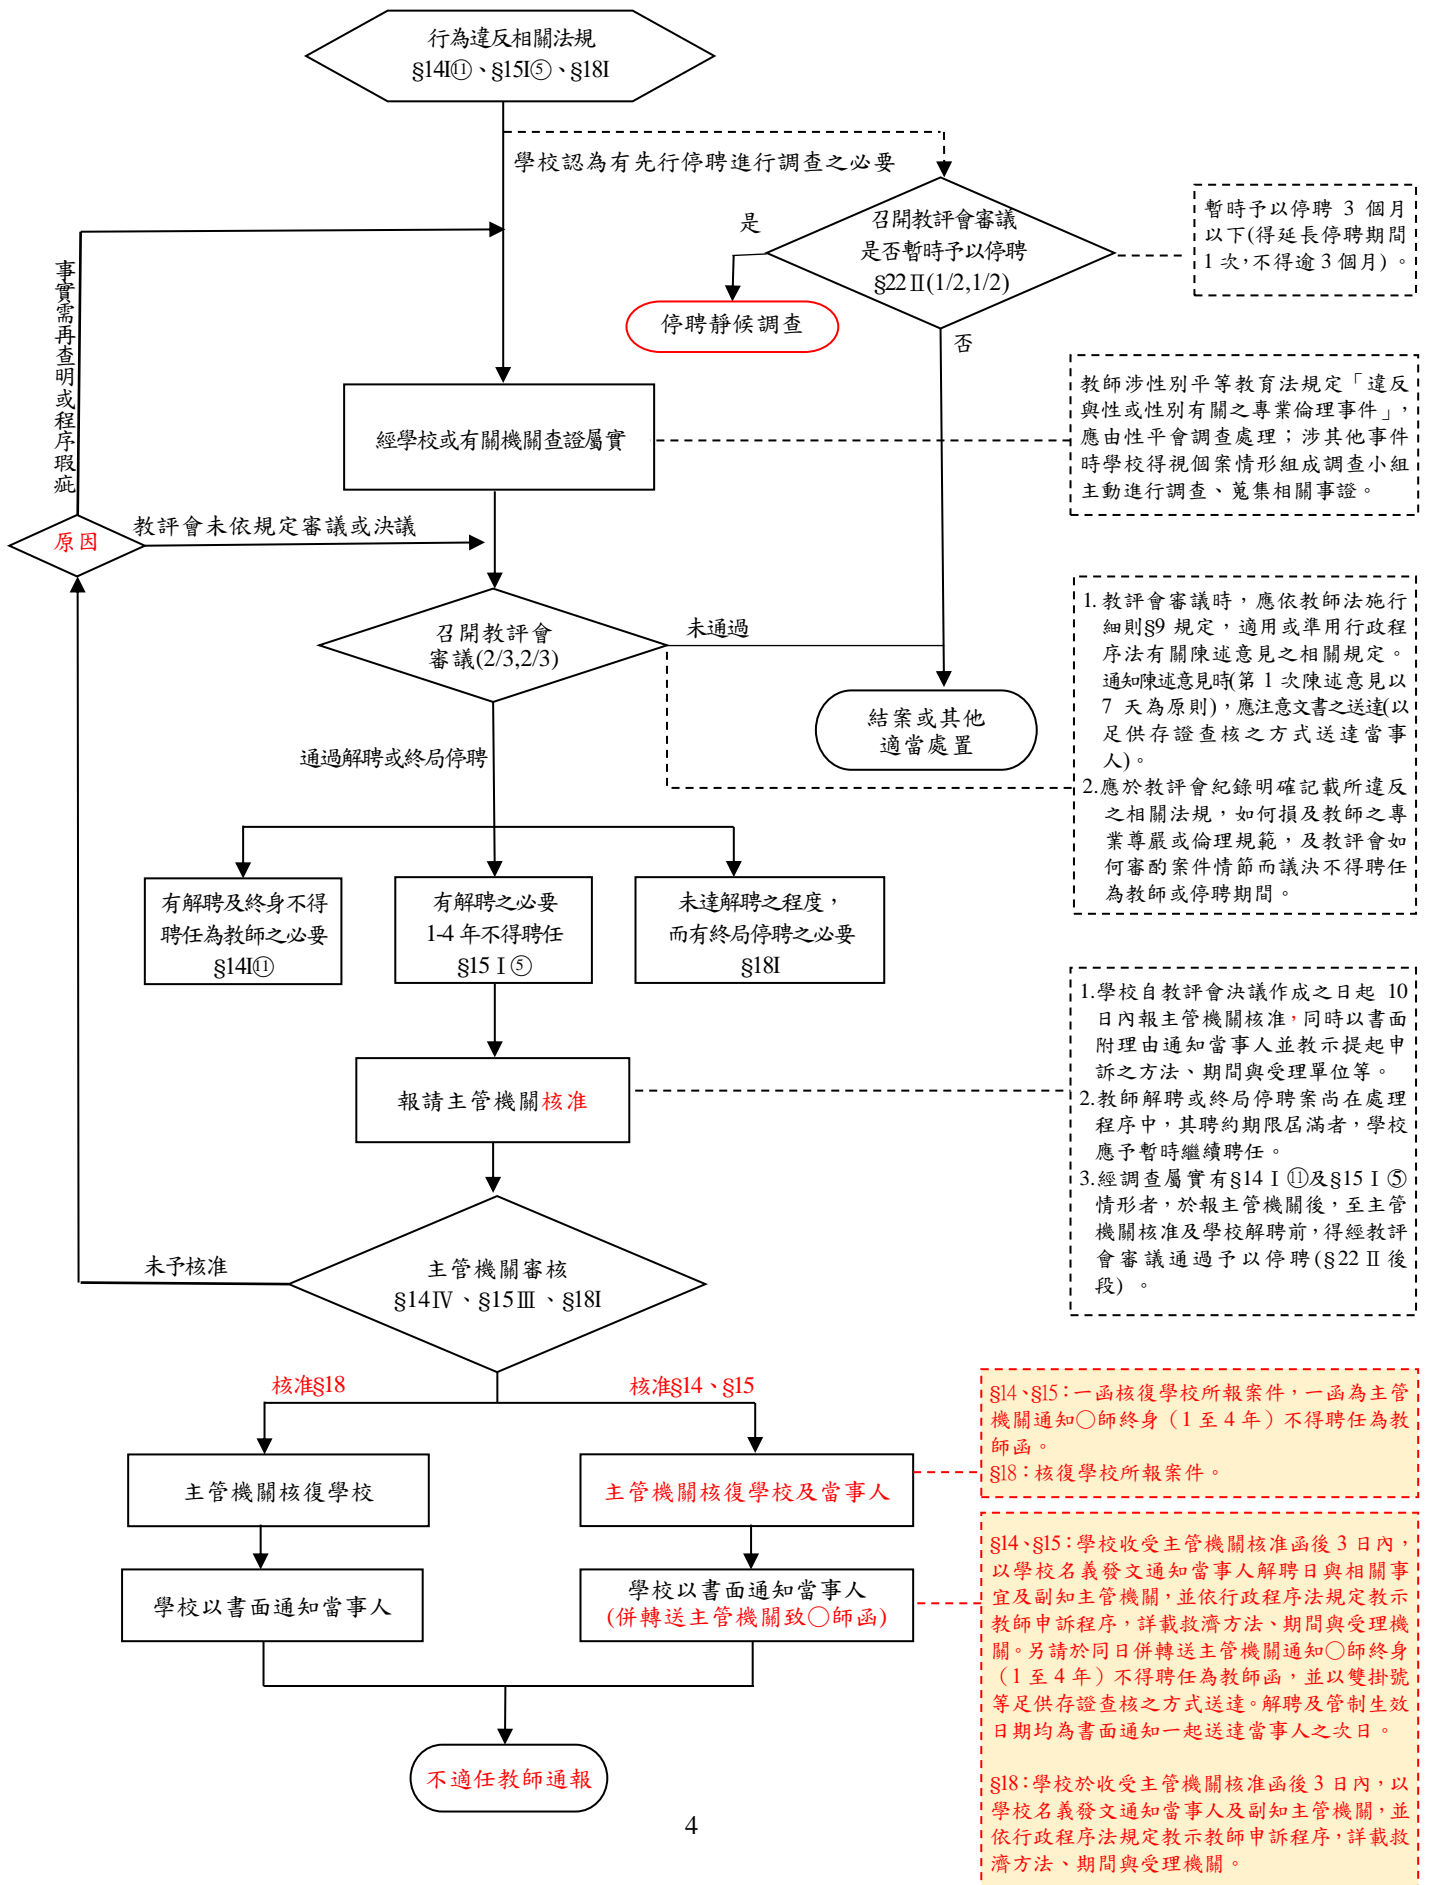 行為違反相關法規
§14I⑪、§15I⑤、§18I
學校認為有先行停聘進行調查之必要
是
召開教評會審議
是否暫時予以停聘
§22Ⅱ(1/2,1/2)
暫時予以停聘 3 個月
以下(得延長停聘期間
1 次,不得逾 3 個月) 。
停聘靜候調查
否
事實需再查明或程序瑕疵
經學校或有關機關查證屬實
教師涉性別平等教育法規定「違反
與性或性別有關之專業倫理事件」,
應由性平會調查處理；涉其他事件
時學校得視個案情形組成調查小組
主動進行調查、蒐集相關事證。
原因
教評會未依規定審議或決議
召開教評會
審議(2/3,2/3)
未通過
1. 教評會審議時，應依教師法施行
細則§9 規定，適用或準用行政程
序法有關陳述意見之相關規定。
通知陳述意見時(第 1 次陳述意見以
7 天為原則)，應注意文書之送達(以
足供存證查核之方式送達當事
人)。
2.應於教評會紀錄明確記載所違反
之相關法規，如何損及教師之專
業尊嚴或倫理規範，及教評會如
何審酌案件情節而議決不得聘任
為教師或停聘期間。
結案或其他
適當處置
通過解聘或終局停聘
有解聘及終身不得
聘任為教師之必要
§14I⑪
有解聘之必要
1-4 年不得聘任
§15 I ⑤
未達解聘之程度，
而有終局停聘之必要
§18I
報請主管機關核准
1.學校自教評會決議作成之日起 10
日內報主管機關核准，同時以書面
附理由通知當事人並教示提起申
訴之方法、期間與受理單位等。
2.教師解聘或終局停聘案尚在處理
程序中，其聘約期限屆滿者，學校
應予暫時繼續聘任。
3.經調查屬實有§14 I ⑪及§15 I ⑤
情形者，於報主管機關後，至主管
機關核准及學校解聘前，得經教評
會審議通過予以停聘(§22 Ⅱ後
段) 。
未予核准
主管機關審核
§14Ⅳ、§15Ⅲ、§18I
核准§18
核准§14、§15
§14、§15：一函核復學校所報案件，一函為主管
機關通知○師終身（1 至 4 年）不得聘任為教
師函。
§18：核復學校所報案件。
主管機關核復學校
主管機關核復學校及當事人
學校以書面通知當事人
學校以書面通知當事人
(併轉送主管機關致○師函)
§14、§15：學校收受主管機關核准函後 3 日內，
以學校名義發文通知當事人解聘日與相關事
宜及副知主管機關，並依行政程序法規定教示
教師申訴程序，詳載救濟方法、期間與受理機
關。另請於同日併轉送主管機關通知○師終身
（1 至 4 年）不得聘任為教師函，並以雙掛號
等足供存證查核之方式送達。解聘及管制生效
日期均為書面通知一起送達當事人之次日。
§18：學校於收受主管機關核准函後 3 日內，以
學校名義發文通知當事人及副知主管機關，並
依行政程序法規定教示教師申訴程序，詳載救
濟方法、期間與受理機關。
不適任教師通報
4